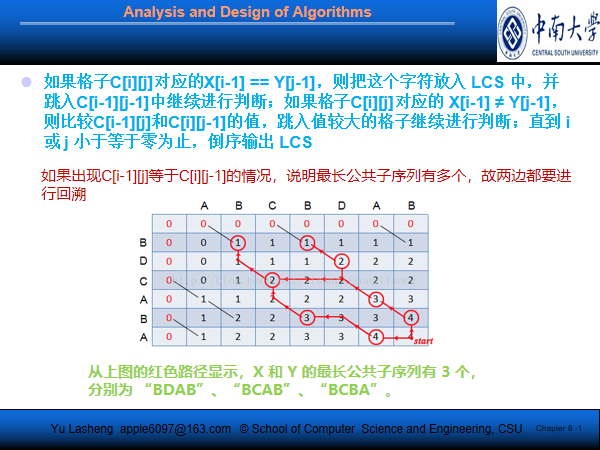 Analysis and Design of Algorithms
中南大学
CENTRAL SOUTH UNIVERSITY
如果格子C[i][j]对应的X[i-1] == Y[j-1]，则把这个字符放入 LCS 中，并
跳入C[i-1][j-1]中继续进行判断；如果格子C[i][j]对应的 X[i-1] ≠ Y[j-1]，
则比较C[i-1][j]和C[i][j-1]的值，跳入值较大的格子继续进行判断；直到 i
或 j 小于等于零为止，倒序输出 LCS
如果出现C[i-1][j]等于C[i][j-1]的情况，说明最长公共子序列有多个，故两边都要进
行回溯
A B C B D A B
0 0 0 0 0 0 0 0
B 0 0 1 1 1 1 1 1
D 0 0 1 1 1 2 2 2
C 0 0 1 2 2 2 2 2
A 0 1 1 2 2 2 3 3
B 0 1 2 2 3 3 3 4
A 0 1 2 2 3 3 4 4
start
从上图的红色路径显示，X 和 Y 的最长公共子序列有 3 个，
分别为 “BDAB”、“BCAB”、“BCBA”。
Yu Lasheng apple6097@163.com © School of Computer Science and Engineering, CSU Chapter 8 -1